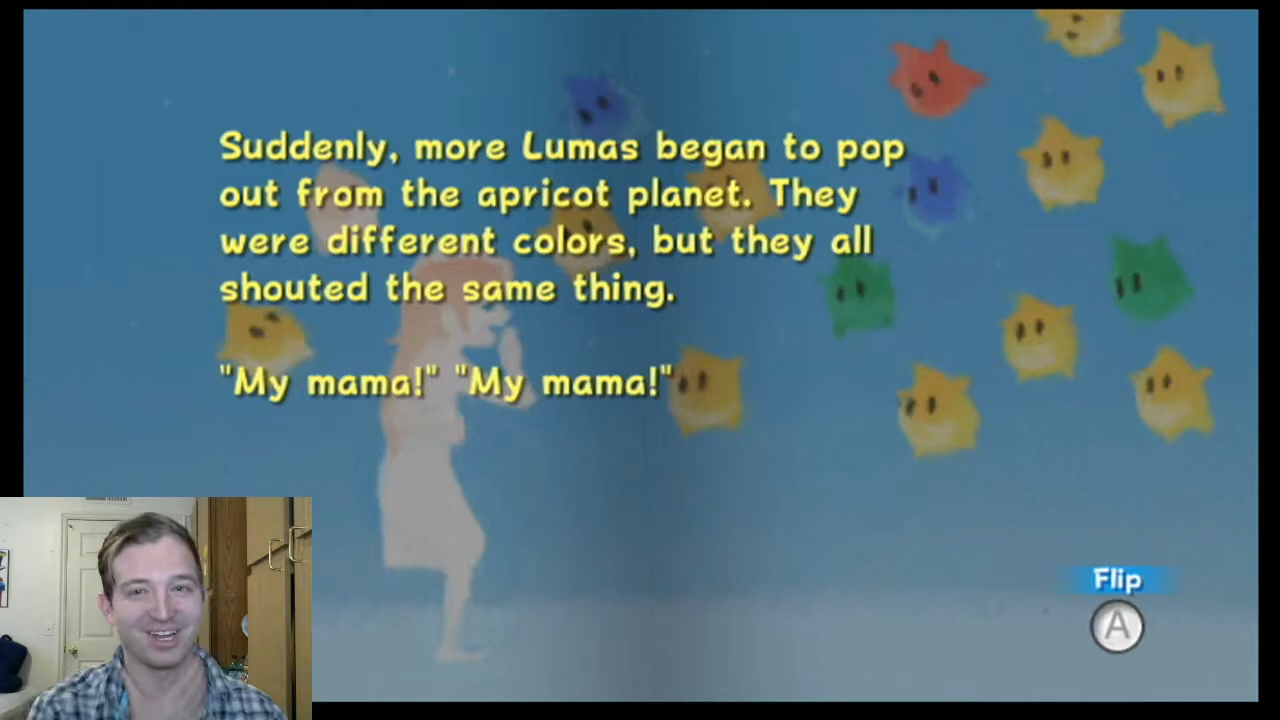 Suddenly, more Lumas began to pop
out from the apricot planet. They
were different colors, but they all
shouted the same thing.
"My mama!" "My mama!"
Flip
A